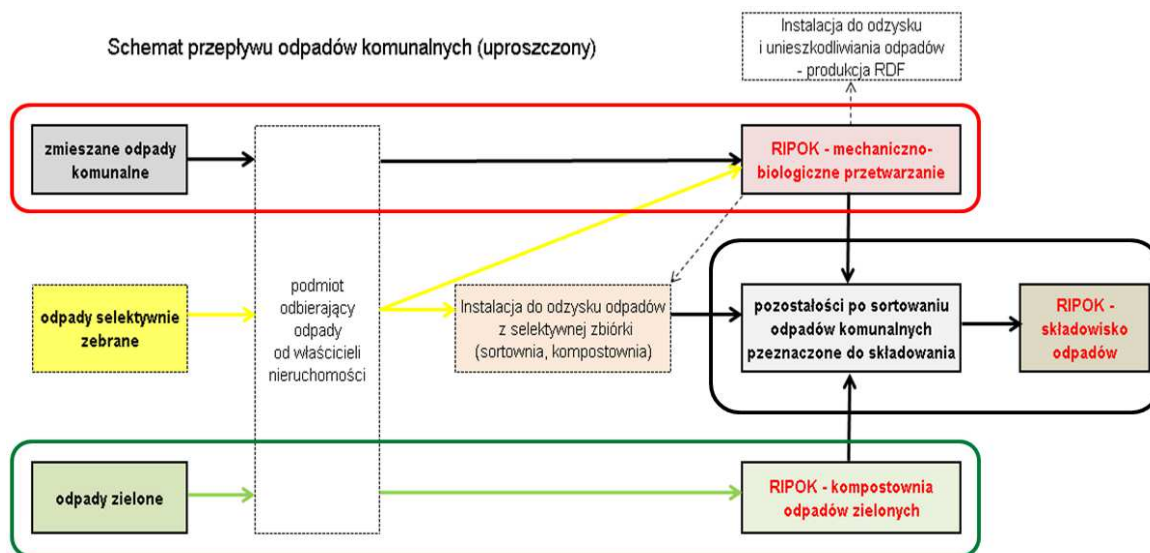 Schemat przepływu odpadów komunalnych (uproszczony)
Instalacja do odzysku
i unieszkodliwiania odpadów
- produkcja RDF
zmieszane odpady
komunalne
RIPOK - mechaniczno-
biologiczne przetwarzanie
odpady selektywnie
zebrane
podmiot
odbierający
odpady
od właścicieli
nieruchomości
Instalacja do odzysku odpadów
z selektywnej zbiórki
(sortownia, kompostownia)
pozostałości po sortowaniu
odpadów komunalnych
pzeznaczone do składowania
RIPOK -
składowisko
odpadów
odpady zielone
RIPOK - kompostownia
odpadów zielonych